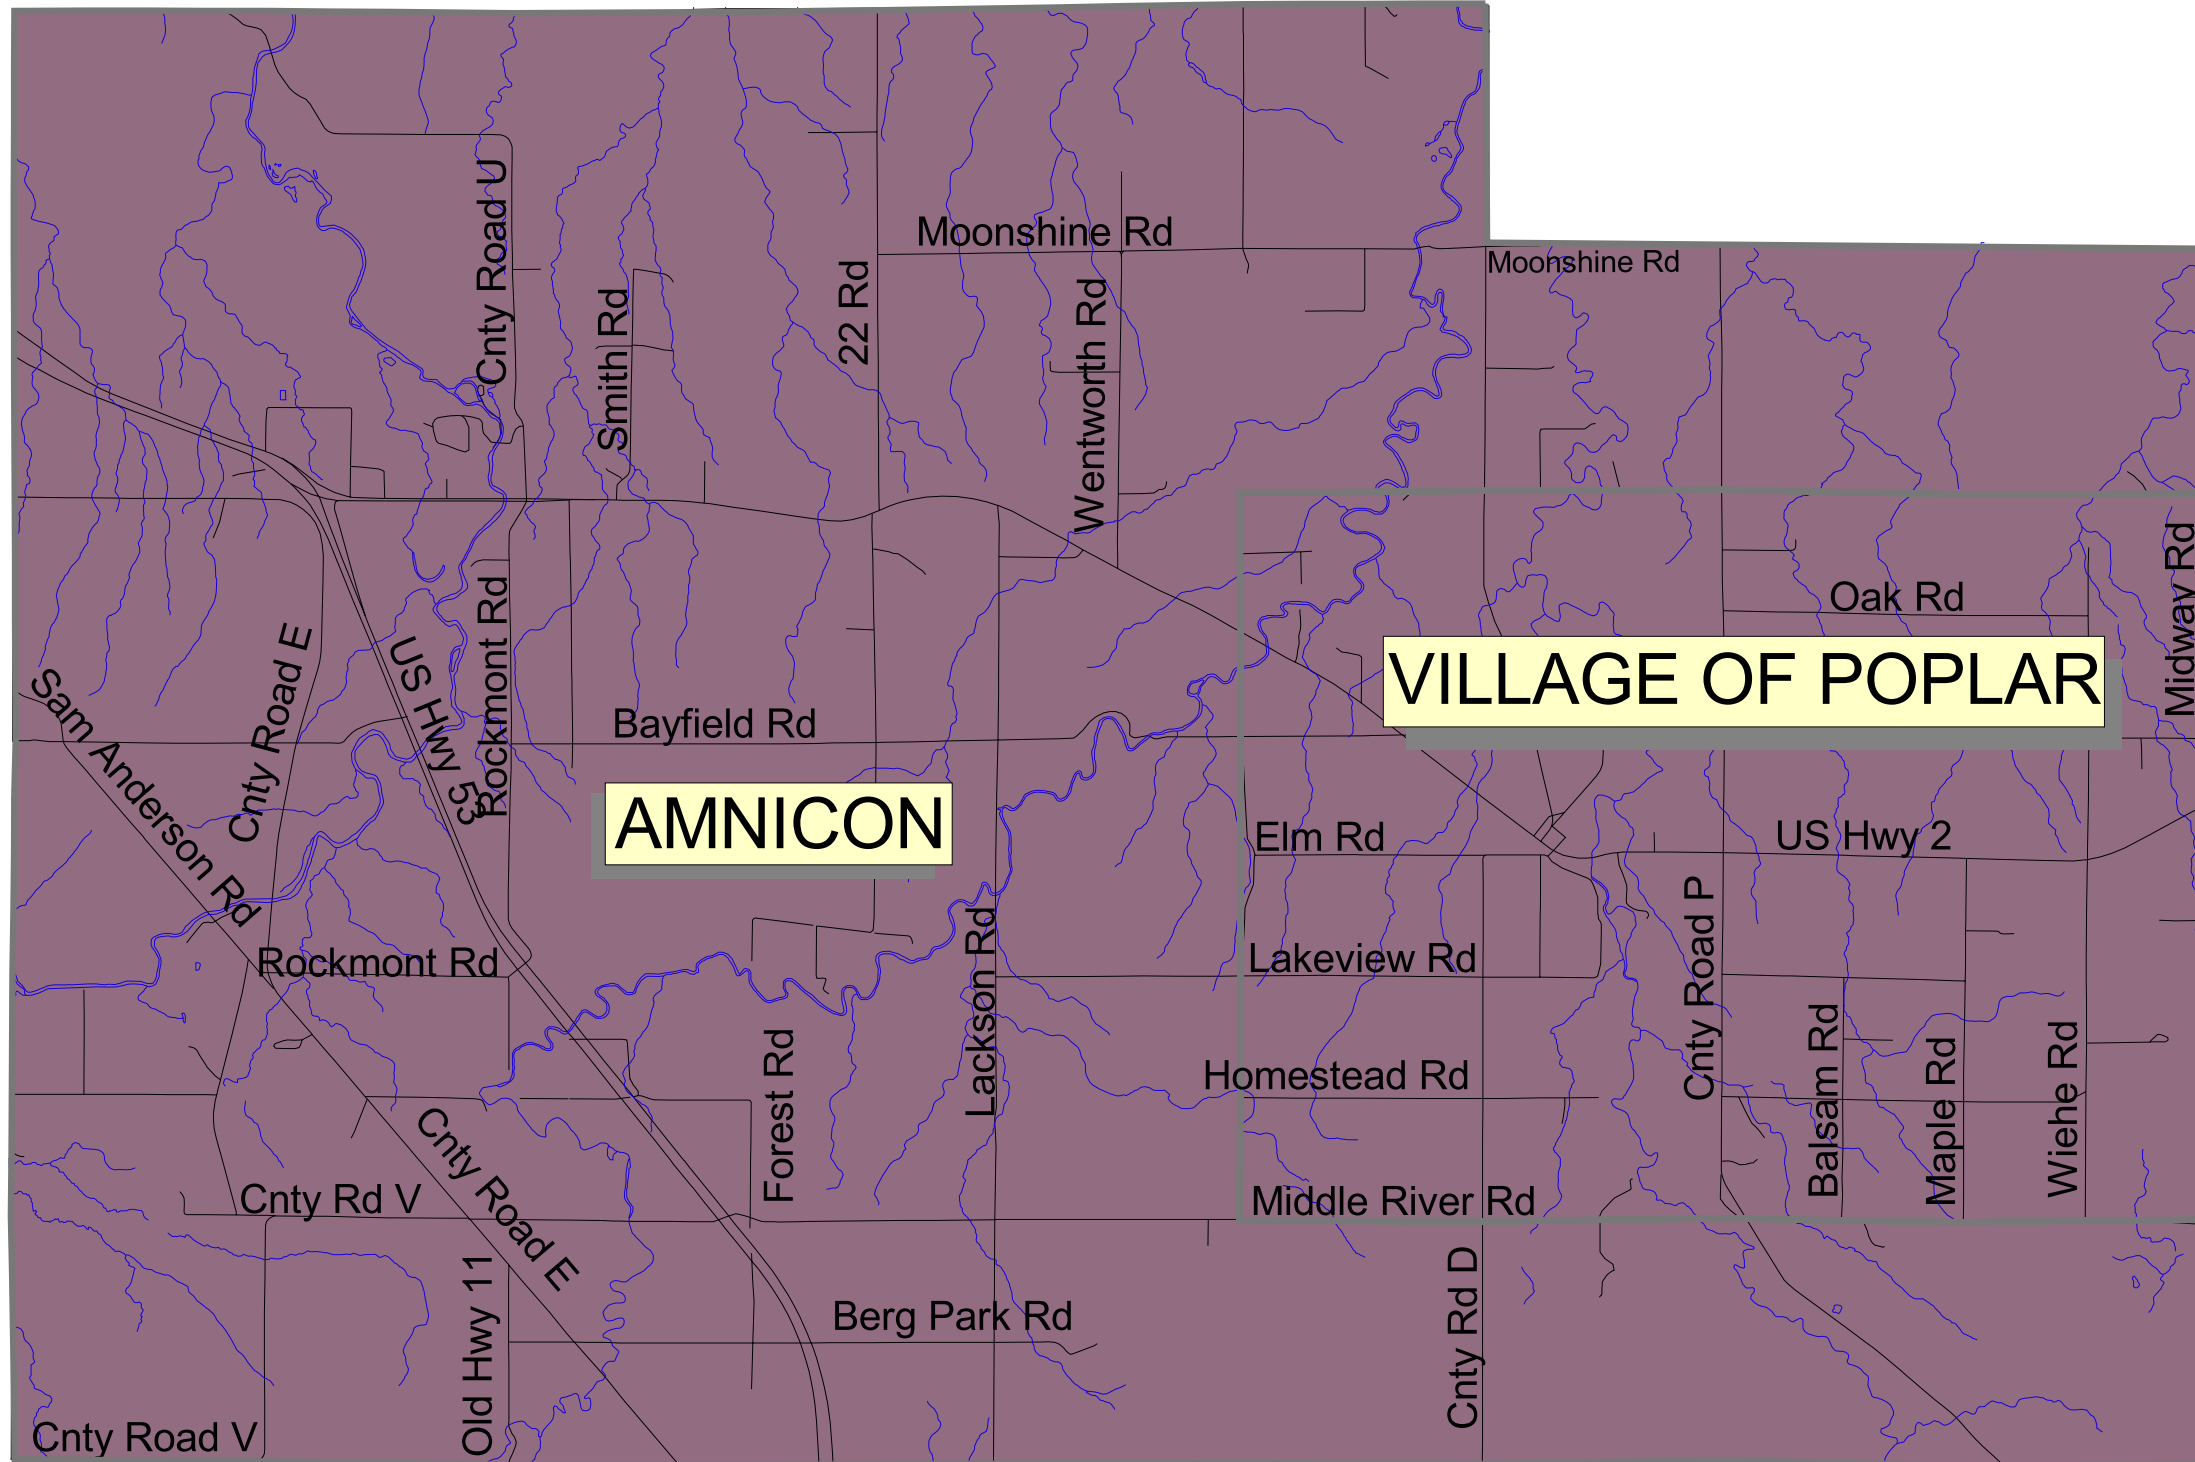 Moonshine Rd
Moonshine Rd
Cnty Road U
Smith Rd
22 Rd
Wentworth Rd
Oak Rd
Midway Rd
VILLAGE OF POPLAR
Cnty Road E
US Hwy 53
Rockmont Rd
Bayfield Rd
Sam Anderson Rd
AMNICON
Elm Rd
US Hwy 2
Rockmont Rd
Lackson Rd
Lakeview Rd
Cnty Road P
Forest Rd
Homestead Rd
Balsam Rd
Maple Rd
Wiehe Rd
Cnty Road E
Cnty Rd V
Middle River Rd
Old Hwy 11
Berg Park Rd
Cnty Rd D
Cnty Road V